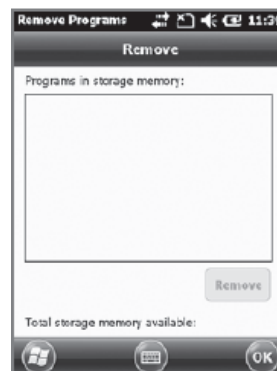 Remove Programs 11:3
Remove
Programs in storage memory:
Remove
Total storage memory available:
OK